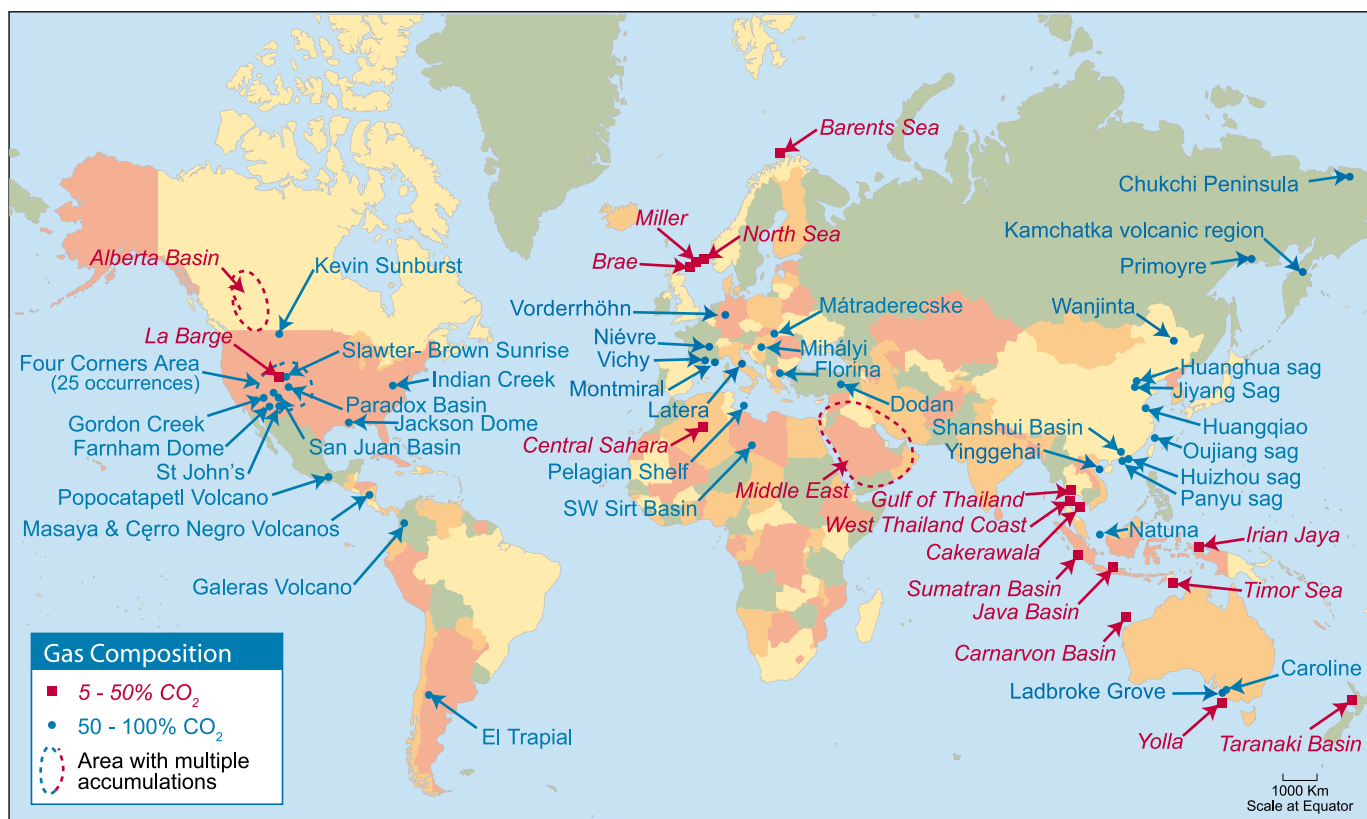 Barents Sea
Chukchi Peninsula
Miller
North Sea
Kamchatka volcanic region
Alberta Basin
Kevin Sunburst
Brae
Primoyre
Vorderrhöhn
Mátraderecske
Wanjinta
La Barge
Niévre
Slawter- Brown Sunrise
Mihályi
Four Corners Area
(25 occurrences)
Vichy
Huanghua sag
Florina
Indian Creek
Montmiral
Jiyang Sag
Paradox Basin
Latera
Dodan
Gordon Creek
Jackson Dome
Huangqiao
Shanshui Basin
Farnham Dome
San Juan Basin
Central Sahara
Oujiang sag
Yinggehai
St John's
Pelagian Shelf
Huizhou sag
Popocatapetl Volcano
Middle East
Gulf of Thailand
Panyu sag
SW Sirt Basin
West Thailand Coast
Masaya & Cęrro Negro Volcanos
Natuna
Irian Jaya
Cakerawala
Galeras Volcano
Sumatran Basin
Timor Sea
Java Basin
Gas Composition
Carnarvon Basin
Caroline
5 - 50% CO₂
Ladbroke Grove
50 - 100% CO₂
El Trapial
Yolla
Taranaki Basin
Area with multiple
accumulations
1000 Km
Scale at Equator